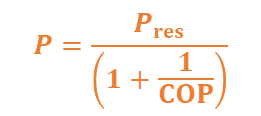 P = P_res / (1 + 1/COP)